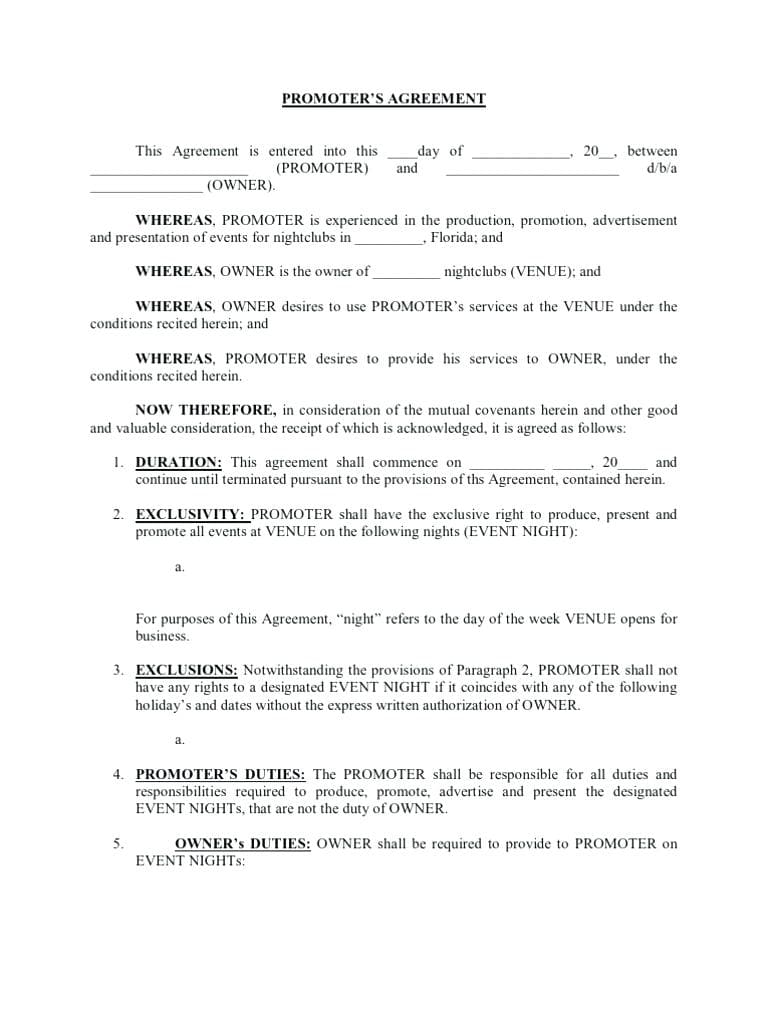 PROMOTER’S AGREEMENT
This Agreement is entered into this ____day of _____________, 20__, between
_____________________ (PROMOTER) and _______________________ d/b/a
_______________ (OWNER).
WHEREAS, PROMOTER is experienced in the production, promotion, advertisement
and presentation of events for nightclubs in _________, Florida; and
WHEREAS, OWNER is the owner of _________ nightclubs (VENUE); and
WHEREAS, OWNER desires to use PROMOTER’s services at the VENUE under the
conditions recited herein; and
WHEREAS, PROMOTER desires to provide his services to OWNER, under the
conditions recited herein.
NOW THEREFORE, in consideration of the mutual covenants herein and other good
and valuable consideration, the receipt of which is acknowledged, it is agreed as follows:
1. DURATION: This agreement shall commence on __________ _____, 20____ and
continue until terminated pursuant to the provisions of ths Agreement, contained herein.
2. EXCLUSIVITY: PROMOTER shall have the exclusive right to produce, present and
promote all events at VENUE on the following nights (EVENT NIGHT):
a.
For purposes of this Agreement, “night” refers to the day of the week VENUE opens for
business.
3. EXCLUSIONS: Notwithstanding the provisions of Paragraph 2, PROMOTER shall not
have any rights to a designated EVENT NIGHT if it coincides with any of the following
holiday’s and dates without the express written authorization of OWNER.
a.
4. PROMOTER’S DUTIES: The PROMOTER shall be responsible for all duties and
responsibilities required to produce, promote, advertise and present the designated
EVENT NIGHTs, that are not the duty of OWNER.
5. OWNER’s DUTIES: OWNER shall be required to provide to PROMOTER on
EVENT NIGHTs: